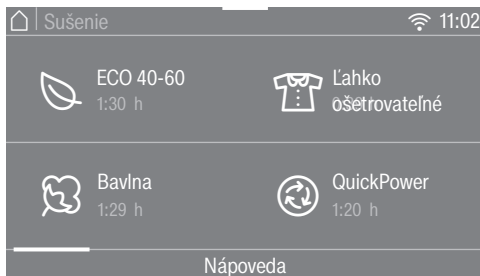 Sušenie
11:02
ECO 40-60
1:30 h
Ľahko
ošetrovateľné
Bavlna
1:29 h
QuickPower
1:20 h
Nápoveda